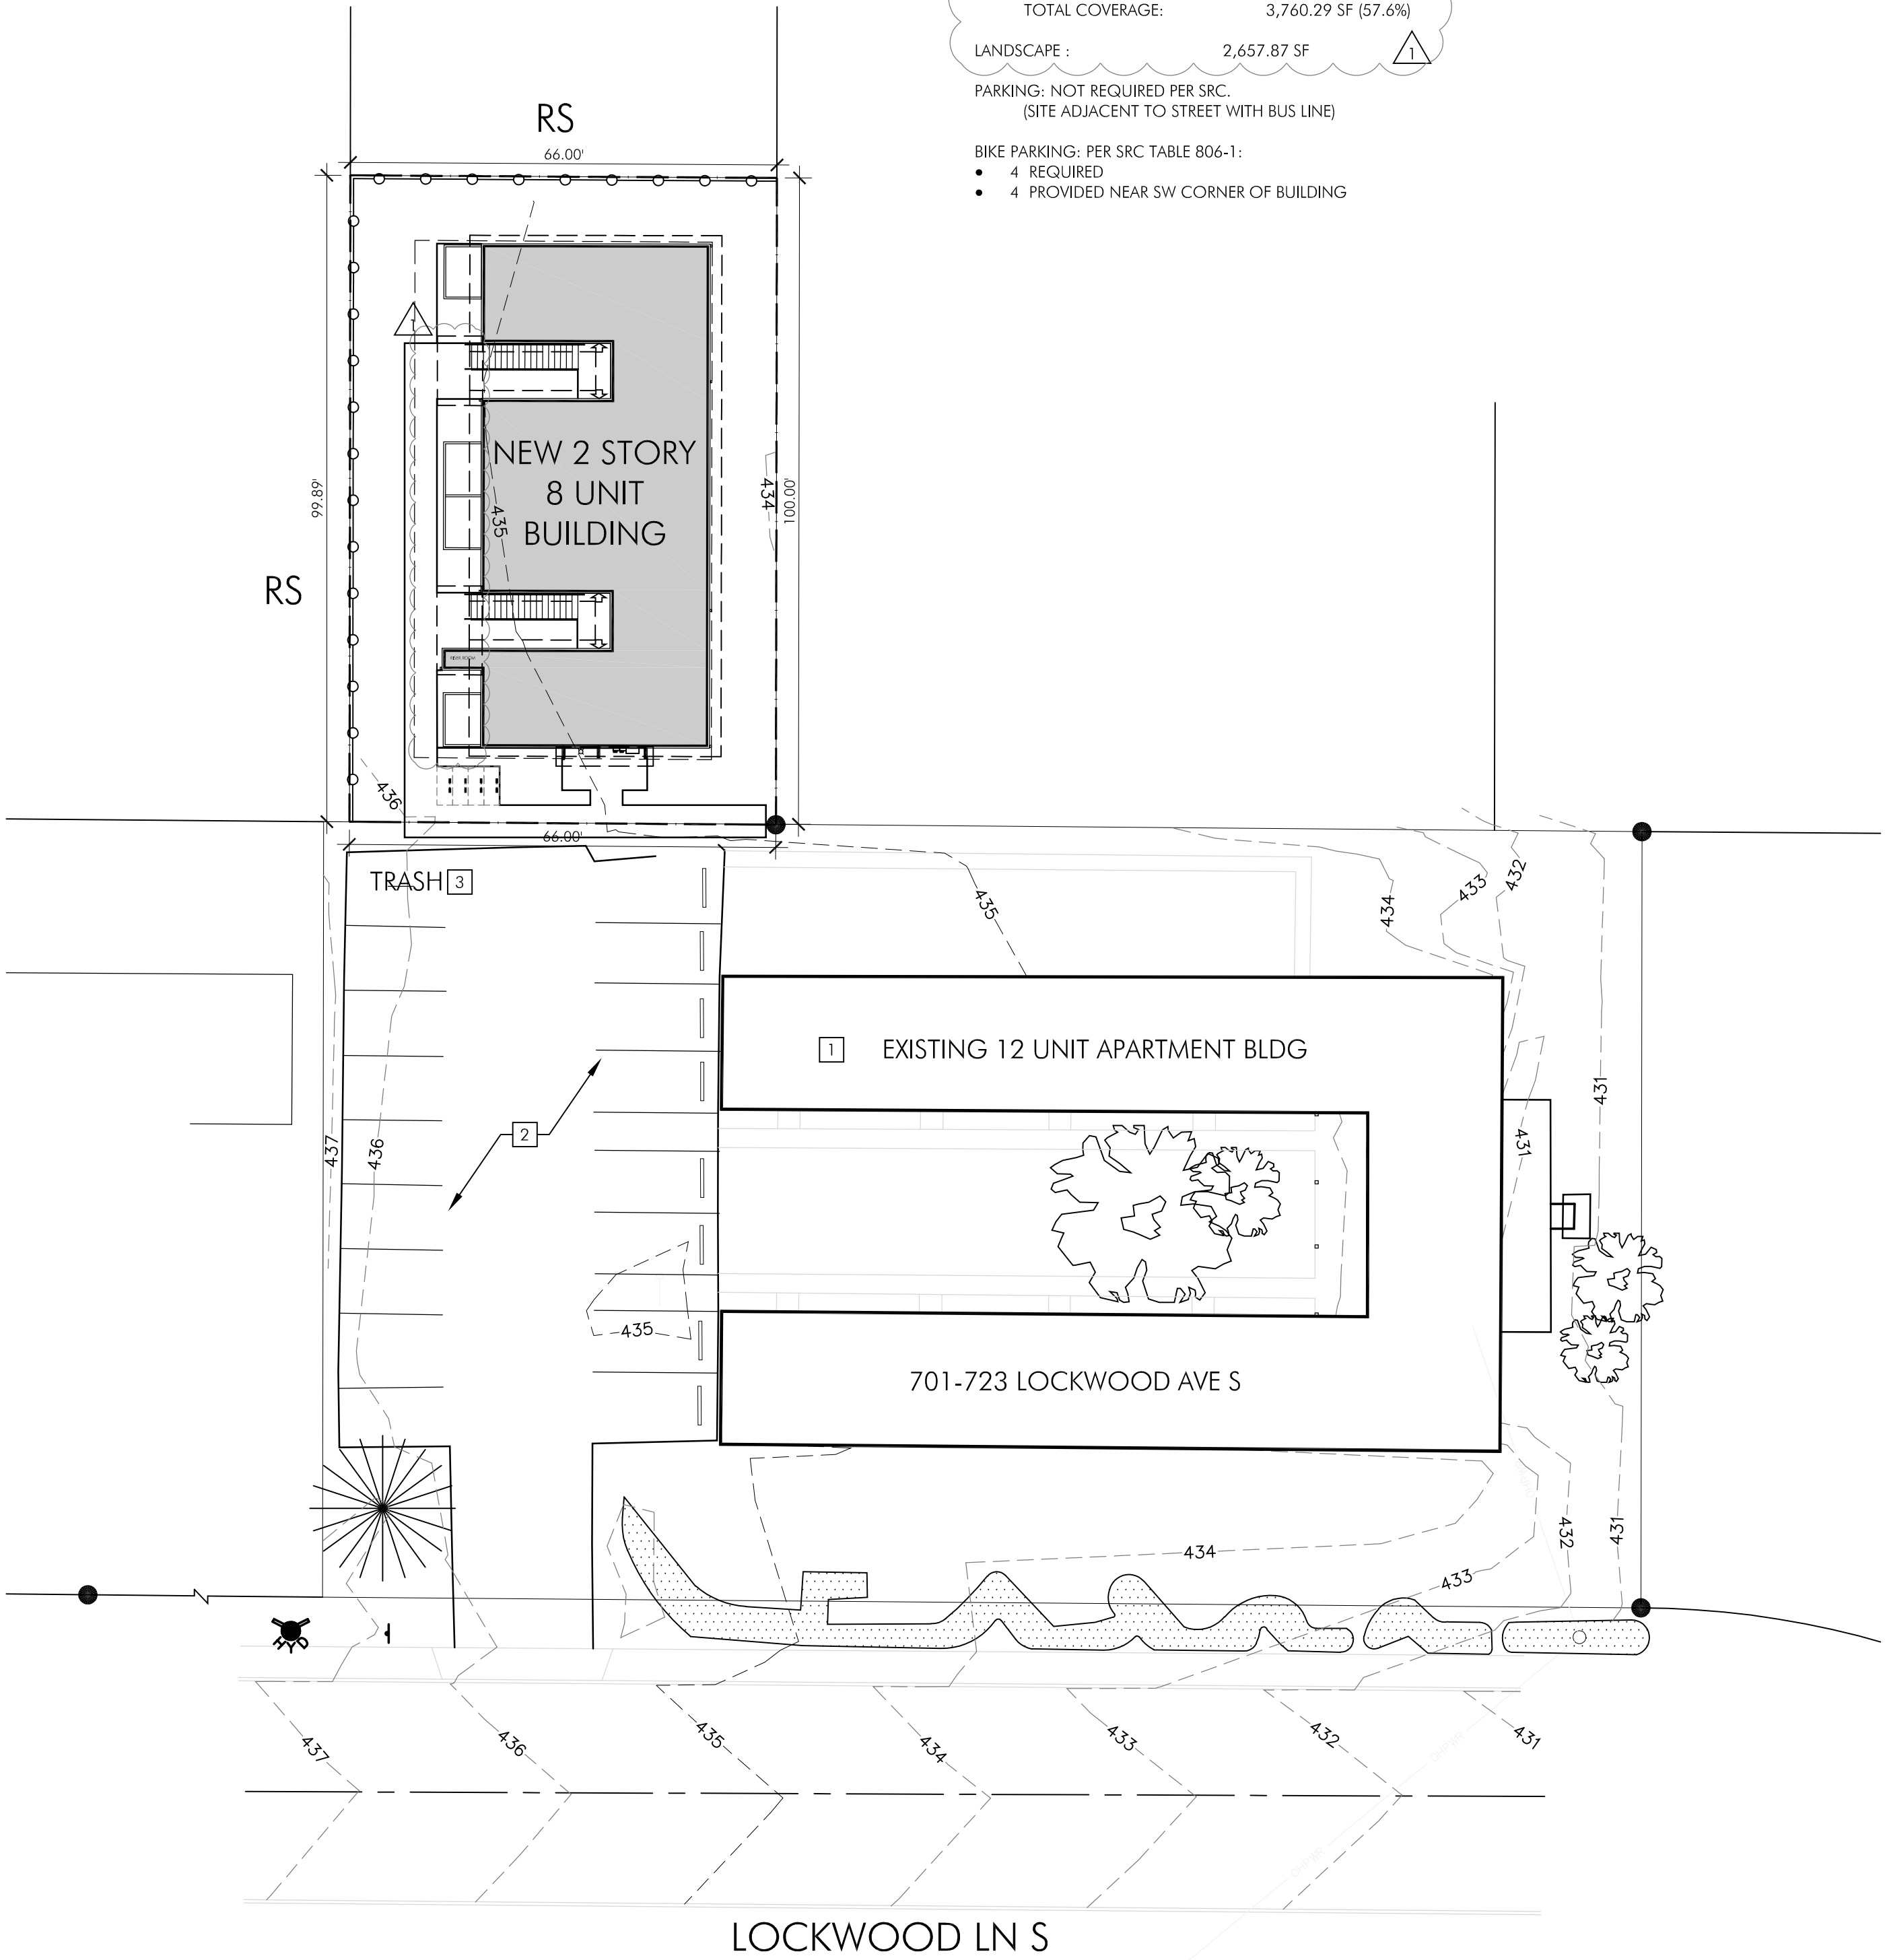 TOTAL COVERAGE: 3,760.29 SF (57.6%)
LANDSCAPE : 2,657.87 SF
1
PARKING: NOT REQUIRED PER SRC.
(SITE ADJACENT TO STREET WITH BUS LINE)
BIKE PARKING: PER SRC TABLE 806-1:
• 4 REQUIRED
• 4 PROVIDED NEAR SW CORNER OF BUILDING
RS
66.00'
1
NEW 2 STORY
8 UNIT
BUILDING
435
434
99.89'
100.00'
RS
436
66.00'
TRASH 3
435
434
433
432
1 EXISTING 12 UNIT APARTMENT BLDG
431
431
2
437
436
435
701-723 LOCKWOOD AVE S
434
433
432
431
HYD
437
436
435
434
433
432
431
OHPWR
OHPWR
LOCKWOOD LN S